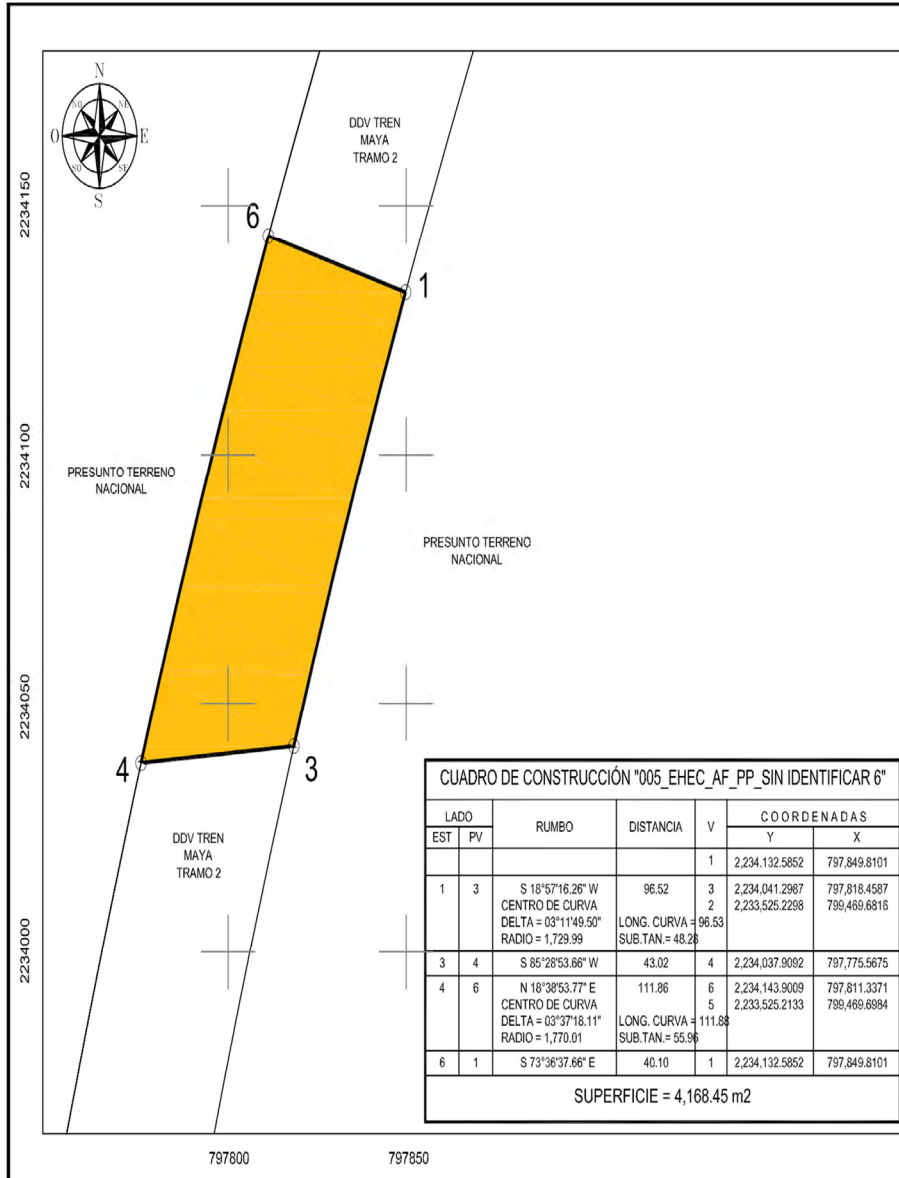 N
NO
NE
O
E
SO
SE
S
DDV TREN
MAYA
TRAMO 2
2234150
6
1
2234100
PRESUNTO TERRENO
NACIONAL
PRESUNTO TERRENO
NACIONAL
2234050
4
3
DDV TREN
MAYA
TRAMO 2
2234000
797800
797850
CUADRO DE CONSTRUCCIÓN "005_EHEC_AF_PP_SIN IDENTIFICAR 6"
LADO RUMBO DISTANCIA V COORDENADAS
EST PV Y X
1 2,234,132.5852 797,849.8101
1 3 S 18°57'16.26" W 96.52 3 2,234,041.2987 797,818.4587
CENTRO DE CURVA 2 2,233,525.2298 799,469.6816
DELTA = 03°11'49.50" LONG. CURVA = 96.53
RADIO = 1,729.99 SUB.TAN.= 48.28
3 4 S 85°28'53.66" W 43.02 4 2,234,037.9092 797,775.5675
4 6 N 18°38'53.77" E 111.86 6 2,234,143.9009 797,811.3371
CENTRO DE CURVA 5 2,233,525.2133 799,469.6984
DELTA = 03°37'18.11" LONG. CURVA = 111.88
RADIO = 1,770.01 SUB.TAN.= 55.96
6 1 S 73°36'37.66" E 40.10 1 2,234,132.5852 797,849.8101
SUPERFICIE = 4,168.45 m2